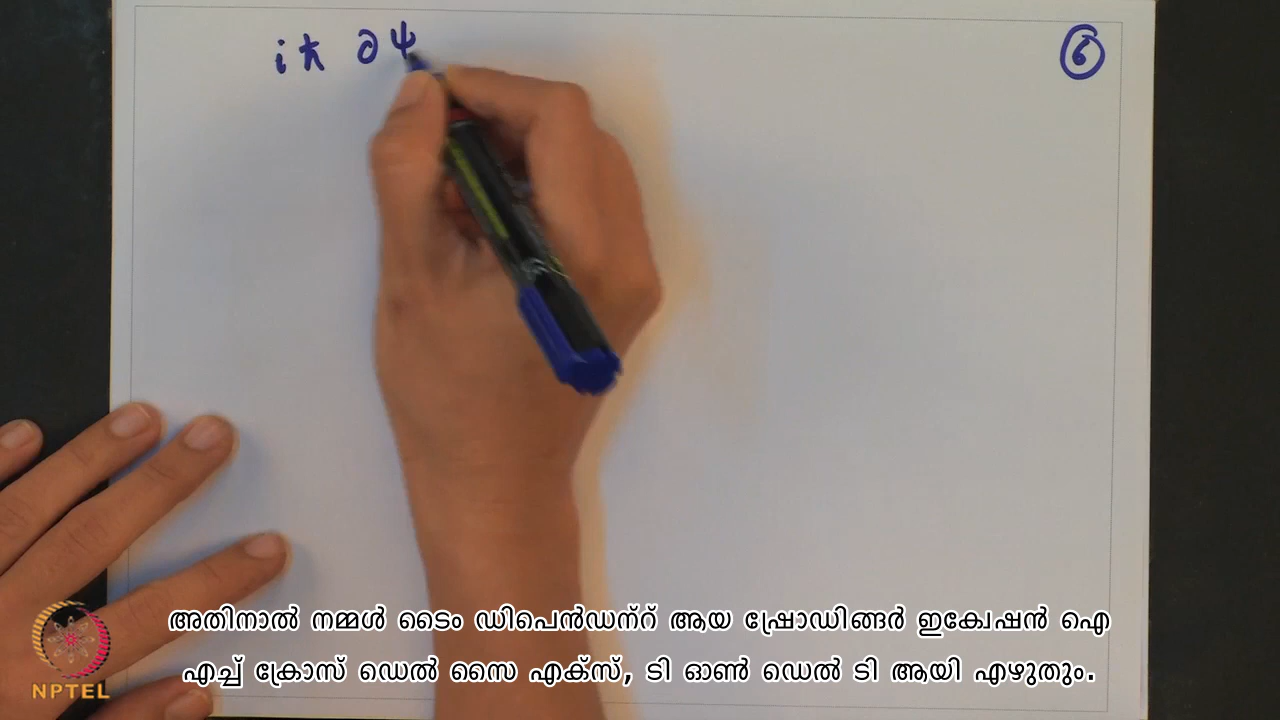 iħ ∂ψ
6
അതിനാൽ നമ്മൾ ടൈം ഡിപെൻഡന്റ് ആയ ഷ്രോഡിങ്ങർ ഇക്വേഷൻ ഐ
എച്ച് ക്രോസ് ഡെൽ സൈ എക്സ്, ടി ഓൺ ഡെൽ ടി ആയി എഴുതും.
NPTEL